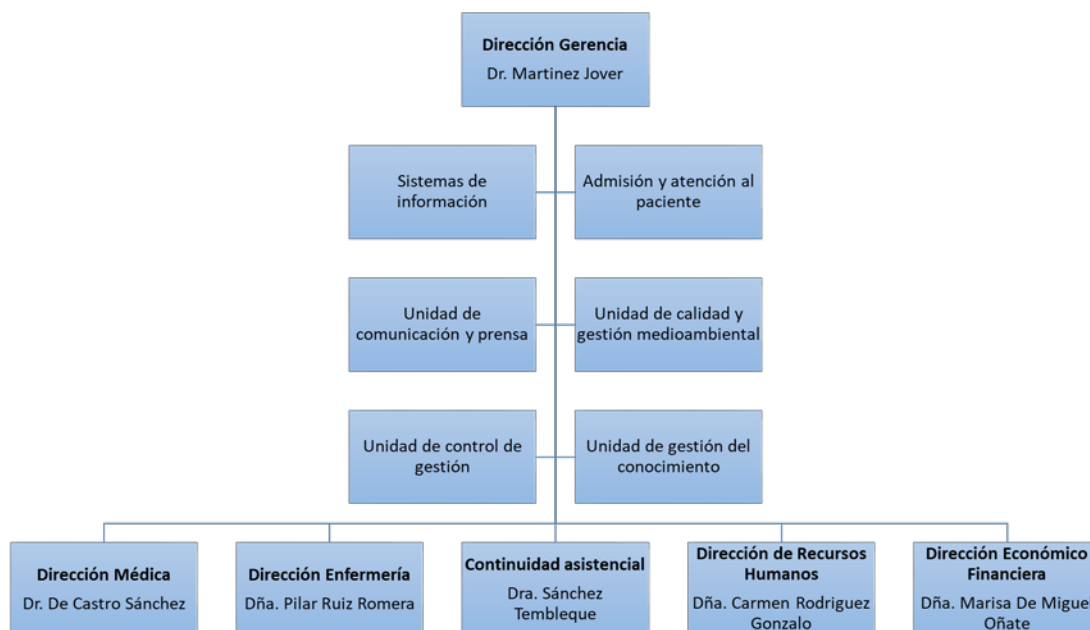 Dirección Gerencia
Dr. Martinez Jover
Sistemas de
información
Admisión y atención al
paciente
Unidad de
comunicación y prensa
Unidad de calidad y
gestión medioambiental
Unidad de control de
gestión
Unidad de gestión del
conocimiento
Dirección Médica
Dr. De Castro Sánchez
Dirección Enfermería
Dña. Pilar Ruiz Romera
Continuidad asistencial
Dra. Sánchez
Tembleque
Dirección de Recursos
Humanos
Dña. Carmen Rodriguez
Gonzalo
Dirección Económico
Financiera
Dña. Marisa De Miguel
Oñate